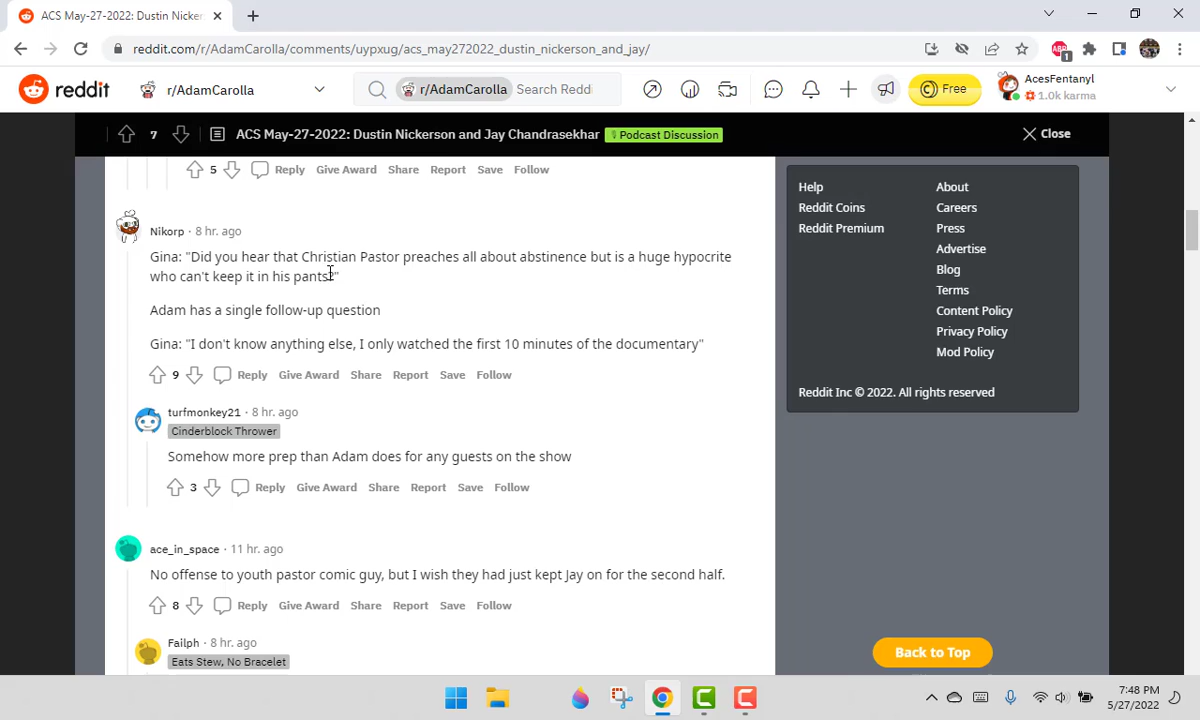 ACS May-27-2022: Dustin Nickerson
reddit.com/r/AdamCarolla/comments/uypxug/acs_may272022_dustin_nickerson_and_jay/
1
reddit
r/AdamCarolla
r/AdamCarolla
Search Reddi
Free
AcesFentanyl
1.0k karma
7
ACS May-27-2022: Dustin Nickerson and Jay Chandrasekhar
Podcast Discussion
Close
5 Reply Give Award Share Report Save Follow
Nikorp · 8 hr. ago
Gina: "Did you hear that Christian Pastor preaches all about abstinence but is a huge hypocrite
who can't keep it in his pants?"
Adam has a single follow-up question
Gina: "I don't know anything else, I only watched the first 10 minutes of the documentary"
9 Reply Give Award Share Report Save Follow
turfmonkey21 · 8 hr. ago
Cinderblock Thrower
Somehow more prep than Adam does for any guests on the show
3 Reply Give Award Share Report Save Follow
ace_in_space · 11 hr. ago
No offense to youth pastor comic guy, but I wish they had just kept Jay on for the second half.
8 Reply Give Award Share Report Save Follow
Failph · 8 hr. ago
Eats Stew, No Bracelet
Help
Reddit Coins
Reddit Premium
About
Careers
Press
Advertise
Blog
Terms
Content Policy
Privacy Policy
Mod Policy
Reddit Inc © 2022. All rights reserved
Back to Top
7:48 PM
5/27/2022